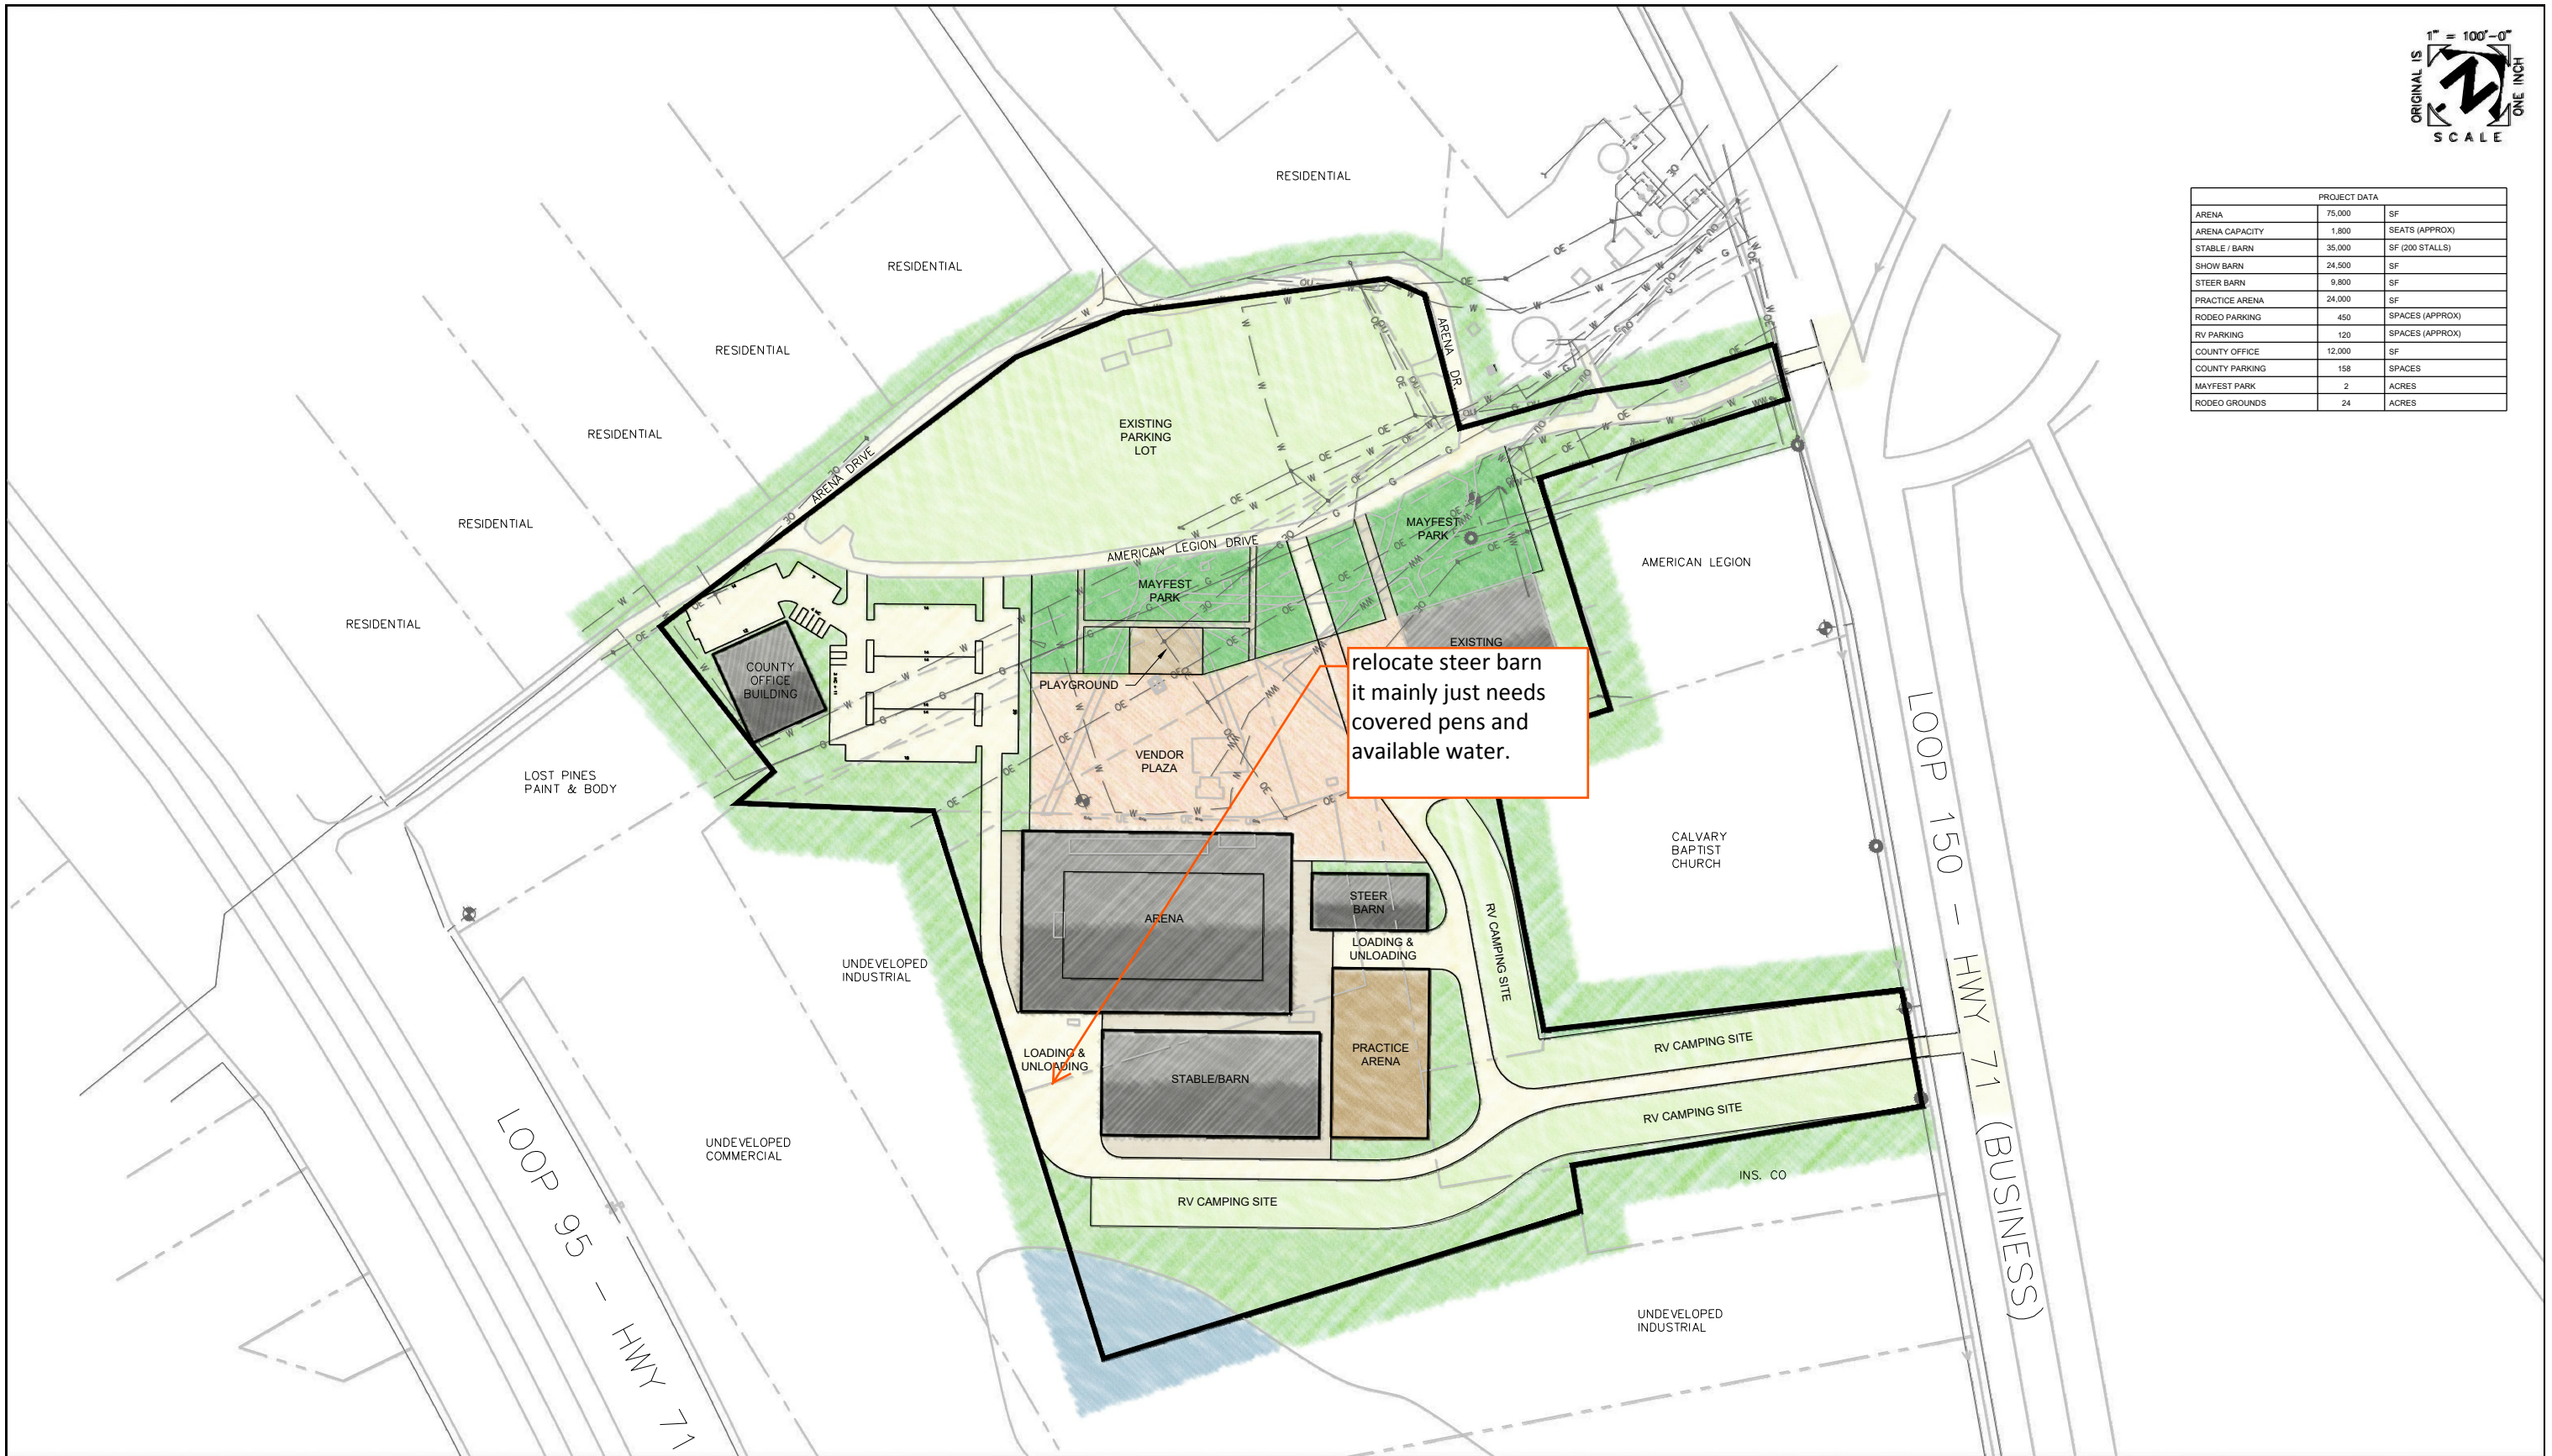 1" = 100'-0"
ORIGINAL IS
ONE INCH
SCALE
PROJECT DATA
ARENA 75,000 SF
ARENA CAPACITY 1,800 SEATS (APPROX)
STABLE / BARN 35,000 SF (200 STALLS)
SHOW BARN 24,500 SF
STEER BARN 9,800 SF
PRACTICE ARENA 24,000 SF
RODEO PARKING 450 SPACES (APPROX)
RV PARKING 120 SPACES (APPROX)
COUNTY OFFICE 12,000 SF
COUNTY PARKING 158 SPACES
MAYFEST PARK 2 ACRES
RODEO GROUNDS 24 ACRES
RESIDENTIAL
RESIDENTIAL
RESIDENTIAL
RESIDENTIAL
RESIDENTIAL
RESIDENTIAL
ARENA DR.
ARENA DRIVE
EXISTING
PARKING
LOT
AMERICAN LEGION DRIVE
MAYFEST
PARK
MAYFEST
PARK
AMERICAN LEGION
EXISTING
PLAYGROUND
COUNTY
OFFICE
BUILDING
relocate steer barn
it mainly just needs
covered pens and
available water.
VENDOR
PLAZA
LOST PINES
PAINT & BODY
CALVARY
BAPTIST
CHURCH
ARENA
STEER
BARN
LOADING &
UNLOADING
RV CAMPING SITE
UNDEVELOPED
INDUSTRIAL
LOADING &
UNLOADING
STABLE/BARN
PRACTICE
ARENA
RV CAMPING SITE
RV CAMPING SITE
RV CAMPING SITE
UNDEVELOPED
COMMERCIAL
INS. CO
UNDEVELOPED
INDUSTRIAL
LOOP 95 - HWY 71
LOOP 150 - HWY 71 (BUSINESS)